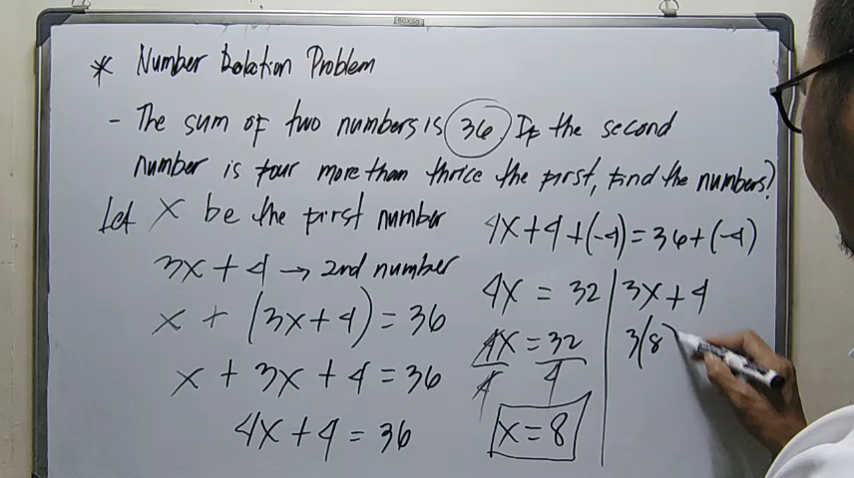 * Number Relation Problem
- The sum of two numbers is 36. If the second
number is four more than thrice the first, find the numbers?
Let x be the first number
3x + 4 → 2nd number
x + (3x+4) = 36
x + 3x + 4 = 36
4x + 4 = 36
4x + 4 + (-4) = 36 + (-4)
4x = 32
4x/4 = 32/4
x = 8
3x + 4
3(8)